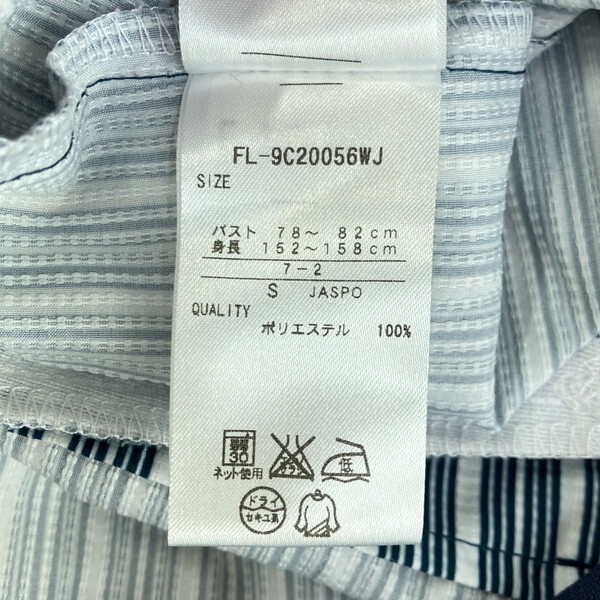 FL-9C20056WJ
SIZE
バスト 78～ 82cm
身長 152～158cm
7－2
S JASPO
QUALITY
ポリエステル 100%
30
低
ネット使用
ドライ
セキユ系